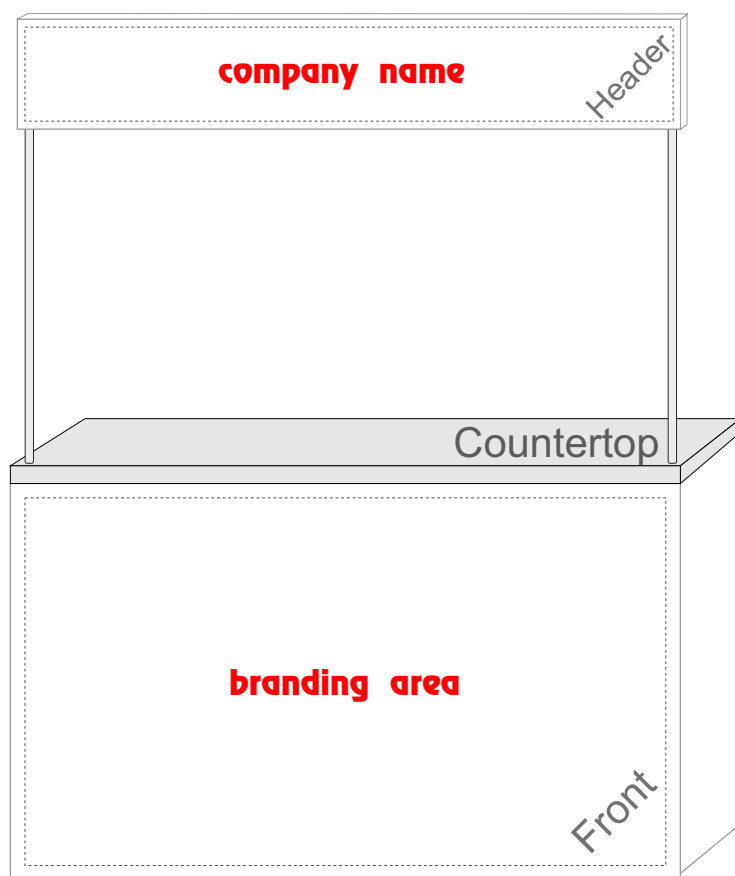 company name
Header
Countertop
branding area
Front